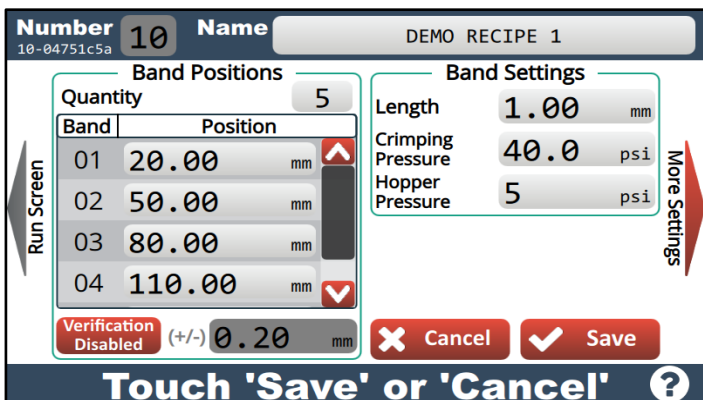 Number 10 Name DEMO RECIPE 1
10-04751c5a
Band Positions
Quantity 5
Band Position
01 20.00 mm
02 50.00 mm
03 80.00 mm
04 110.00 mm
Verification Disabled (+/-) 0.20 mm
Band Settings
Length 1.00 mm
Crimping Pressure 40.0 psi
Hopper Pressure 5 psi
Run Screen
More Settings
Cancel Save
Touch 'Save' or 'Cancel' ?